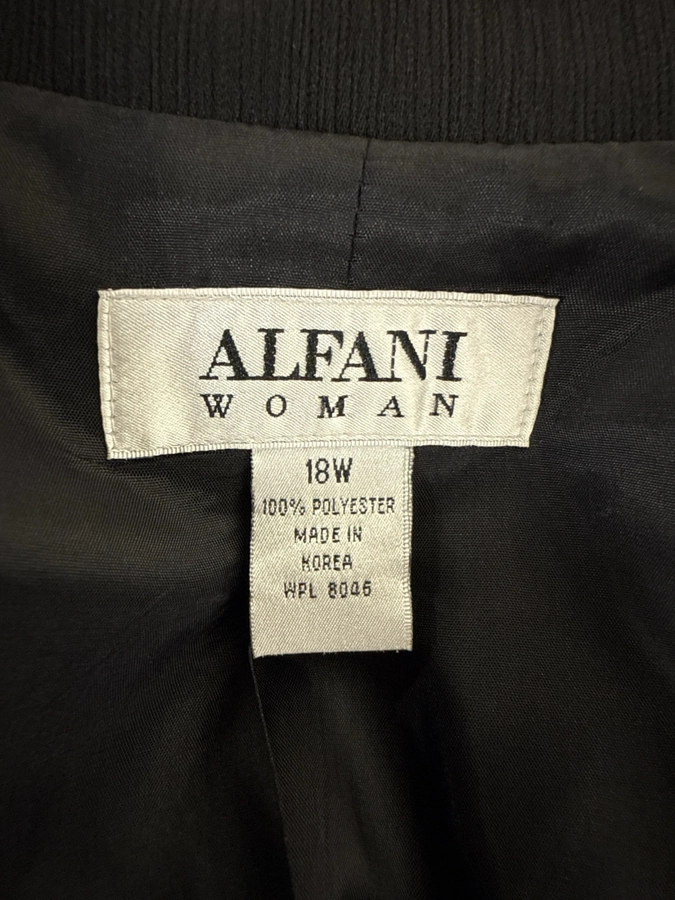 ALFANI
WOMAN
18W
100% POLYESTER
MADE IN
KOREA
WPL 8046